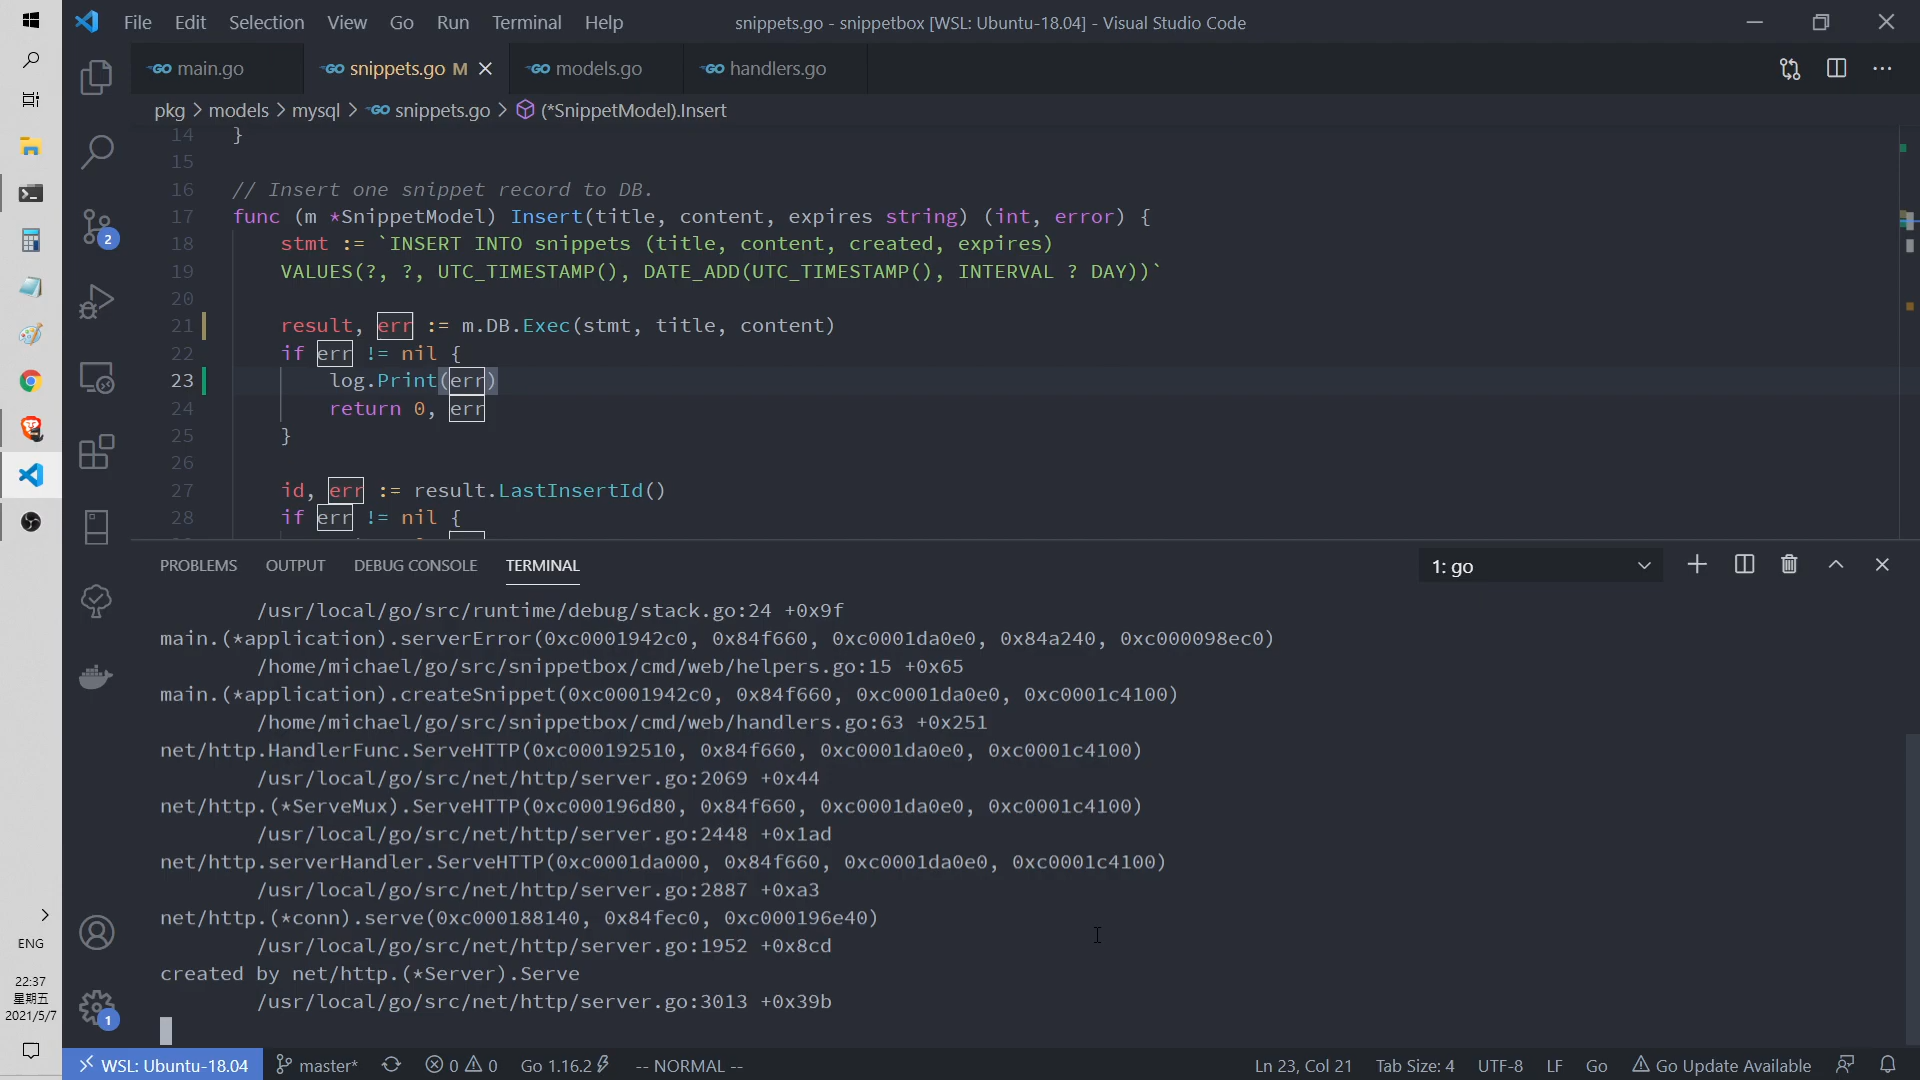 File Edit Selection View Go Run Terminal Help
snippets.go - snippetbox [WSL: Ubuntu-18.04] - Visual Studio Code
GO main.go
GO snippets.go M
GO models.go
GO handlers.go
pkg > models > mysql > GO snippets.go > (*SnippetModel).Insert
14 }
15
16 // Insert one snippet record to DB.
17 func (m *SnippetModel) Insert(title, content, expires string) (int, error) {
18 stmt := `INSERT INTO snippets (title, content, created, expires)
19 VALUES(?, ?, UTC_TIMESTAMP(), DATE_ADD(UTC_TIMESTAMP(), INTERVAL ? DAY))`
20
21 result, err := m.DB.Exec(stmt, title, content)
22 if err != nil {
23 log.Print(err)
24 return 0, err
25 }
26
27 id, err := result.LastInsertId()
28 if err != nil {
PROBLEMS OUTPUT DEBUG CONSOLE TERMINAL
1: go
/usr/local/go/src/runtime/debug/stack.go:24 +0x9f
main.(*application).serverError(0xc0001942c0, 0x84f660, 0xc0001da0e0, 0x84a240, 0xc000098ec0)
/home/michael/go/src/snippetbox/cmd/web/helpers.go:15 +0x65
main.(*application).createSnippet(0xc0001942c0, 0x84f660, 0xc0001da0e0, 0xc0001c4100)
/home/michael/go/src/snippetbox/cmd/web/handlers.go:63 +0x251
net/http.HandlerFunc.ServeHTTP(0xc000192510, 0x84f660, 0xc0001da0e0, 0xc0001c4100)
/usr/local/go/src/net/http/server.go:2069 +0x44
net/http.(*ServeMux).ServeHTTP(0xc000196d80, 0x84f660, 0xc0001da0e0, 0xc0001c4100)
/usr/local/go/src/net/http/server.go:2448 +0x1ad
net/http.serverHandler.ServeHTTP(0xc0001da000, 0x84f660, 0xc0001da0e0, 0xc0001c4100)
/usr/local/go/src/net/http/server.go:2887 +0xa3
net/http.(*conn).serve(0xc000188140, 0x84fec0, 0xc000196e40)
/usr/local/go/src/net/http/server.go:1952 +0x8cd
created by net/http.(*Server).Serve
/usr/local/go/src/net/http/server.go:3013 +0x39b
2
1
ENG
22:37
星期五
2021/5/7
WSL: Ubuntu-18.04 master* 0 0 Go 1.16.2 -- NORMAL -- Ln 23, Col 21 Tab Size: 4 UTF-8 LF Go Go Update Available